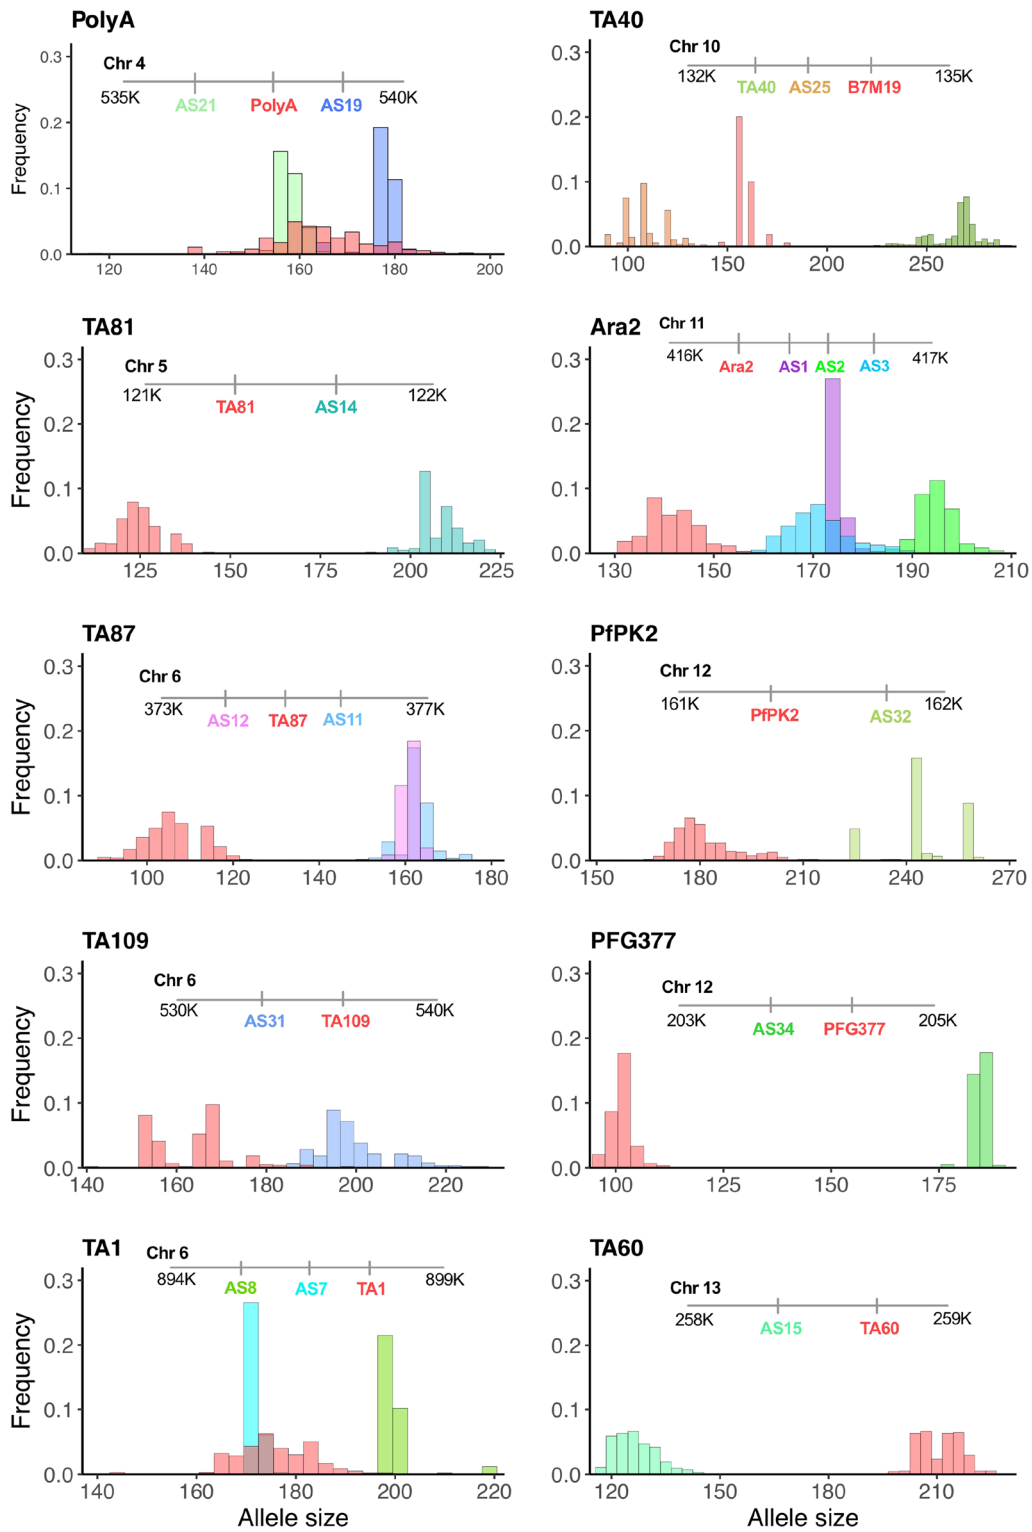 PolyA
Chr 4
535K
540K
AS21
PolyA
AS19
Frequency
0.3
0.2
0.1
0.0
120
140
160
180
200
TA40
Chr 10
132K
135K
TA40
AS25
B7M19
0.3
0.2
0.1
0.0
100
150
200
250
TA81
Chr 5
121K
122K
TA81
AS14
Frequency
0.3
0.2
0.1
0.0
125
150
175
200
225
Ara2
Chr 11
416K
417K
Ara2
AS1
AS2
AS3
0.3
0.2
0.1
0.0
130
150
170
190
210
TA87
Chr 6
373K
377K
AS12
TA87
AS11
Frequency
0.3
0.2
0.1
0.0
100
120
140
160
180
PfPK2
Chr 12
161K
162K
PfPK2
AS32
0.3
0.2
0.1
0.0
150
180
210
240
270
TA109
Chr 6
530K
540K
AS31
TA109
Frequency
0.3
0.2
0.1
0.0
140
160
180
200
220
PFG377
Chr 12
203K
205K
AS34
PFG377
0.3
0.2
0.1
0.0
100
125
150
175
TA1
Chr 6
894K
899K
AS8
AS7
TA1
Frequency
0.3
0.2
0.1
0.0
140
160
180
200
220
Allele size
TA60
Chr 13
258K
259K
AS15
TA60
0.3
0.2
0.1
0.0
120
150
180
210
Allele size